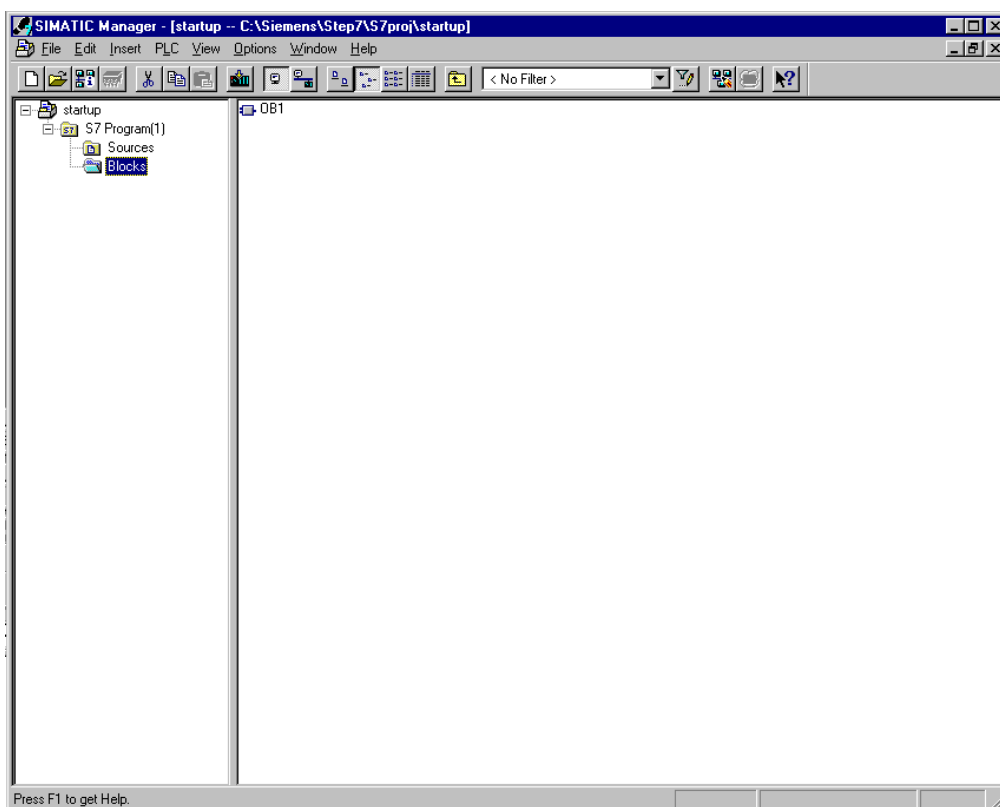 SIMATIC Manager - [startup -- C:\Siemens\Step7\S7proj\startup]
File Edit Insert PLC View Options Window Help
< No Filter >
startup
S7 Program(1)
Sources
Blocks
OB1
Press F1 to get Help.